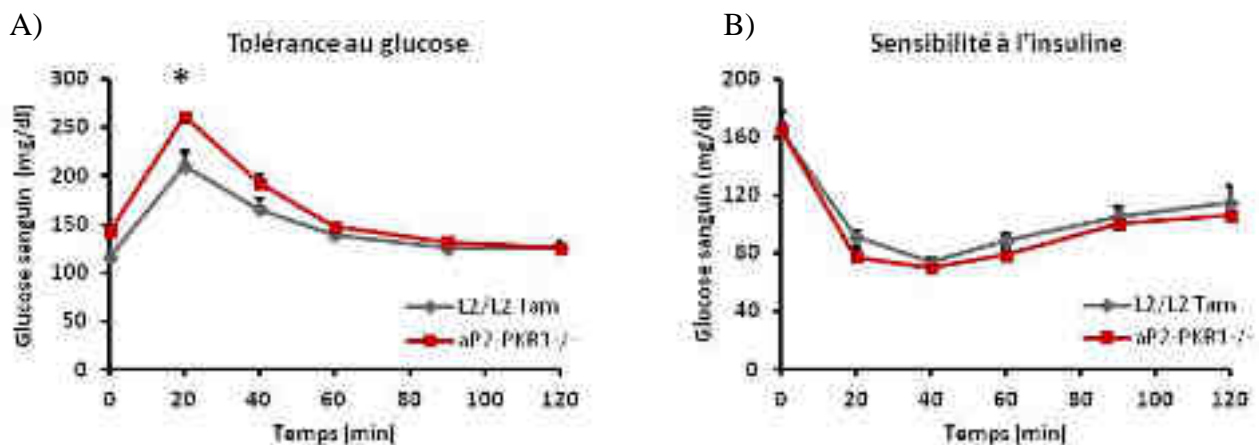 A)
Tolérance au glucose
300
250
200
150
100
50
0
*
Glucose sanguin (mg/dl)
0 20 40 60 80 100 120
Temps (min)
L2/L2 Tam
aP2-PKR1-/-
B)
Sensibilité à l'insuline
200
160
120
80
40
0
Glucose sanguin (mg/dl)
0 20 40 60 80 100 120
Temps (min)
L2/L2 Tam
aP2-PKR1-/-